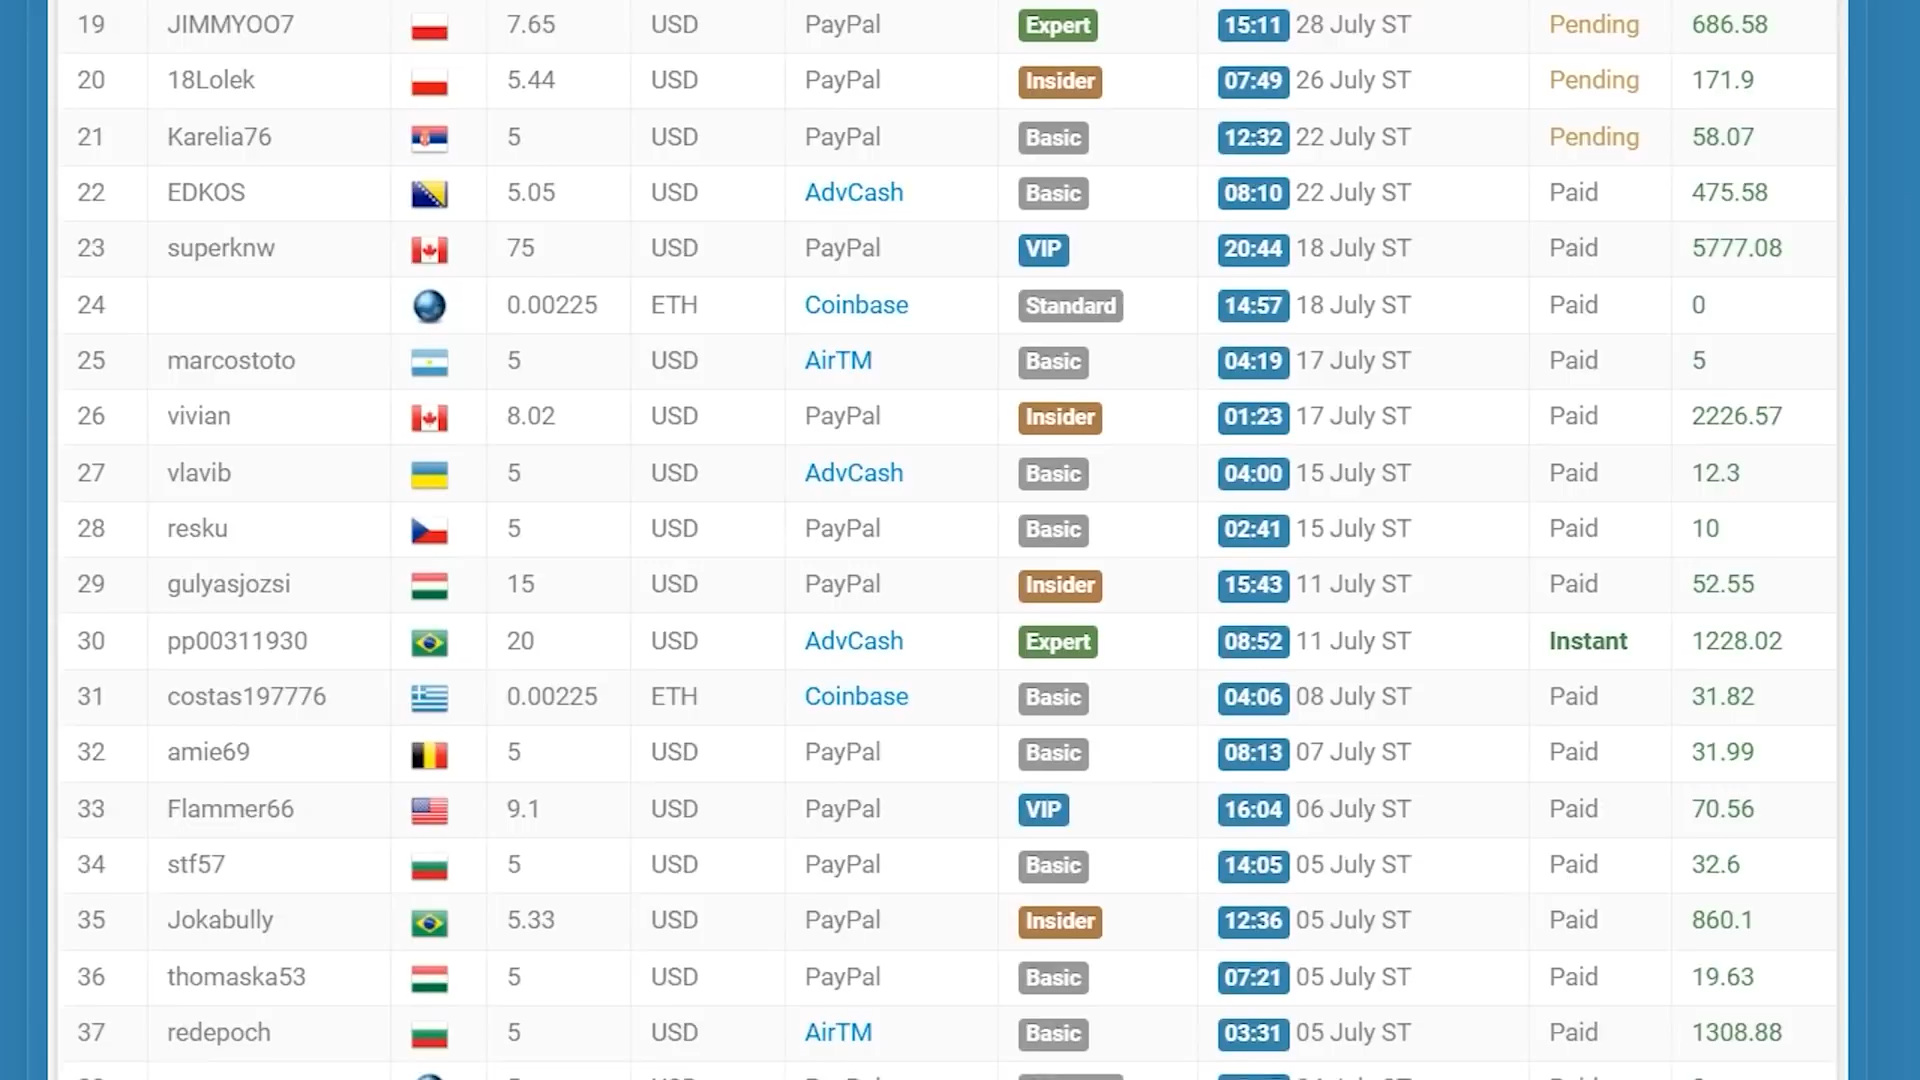 19 JIMMYOO7 7.65 USD PayPal Expert 15:11 28 July ST Pending 686.58
20 18Lolek 5.44 USD PayPal Insider 07:49 26 July ST Pending 171.9
21 Karelia76 5 USD PayPal Basic 12:32 22 July ST Pending 58.07
22 EDKOS 5.05 USD AdvCash Basic 08:10 22 July ST Paid 475.58
23 superknw 75 USD PayPal VIP 20:44 18 July ST Paid 5777.08
24 0.00225 ETH Coinbase Standard 14:57 18 July ST Paid 0
25 marcostoto 5 USD AirTM Basic 04:19 17 July ST Paid 5
26 vivian 8.02 USD PayPal Insider 01:23 17 July ST Paid 2226.57
27 vlavib 5 USD AdvCash Basic 04:00 15 July ST Paid 12.3
28 resku 5 USD PayPal Basic 02:41 15 July ST Paid 10
29 gulyasjozsi 15 USD PayPal Insider 15:43 11 July ST Paid 52.55
30 pp00311930 20 USD AdvCash Expert 08:52 11 July ST Instant 1228.02
31 costas197776 0.00225 ETH Coinbase Basic 04:06 08 July ST Paid 31.82
32 amie69 5 USD PayPal Basic 08:13 07 July ST Paid 31.99
33 Flammer66 9.1 USD PayPal VIP 16:04 06 July ST Paid 70.56
34 stf57 5 USD PayPal Basic 14:05 05 July ST Paid 32.6
35 Jokabully 5.33 USD PayPal Insider 12:36 05 July ST Paid 860.1
36 thomaska53 5 USD PayPal Basic 07:21 05 July ST Paid 19.63
37 redepoch 5 USD AirTM Basic 03:31 05 July ST Paid 1308.88